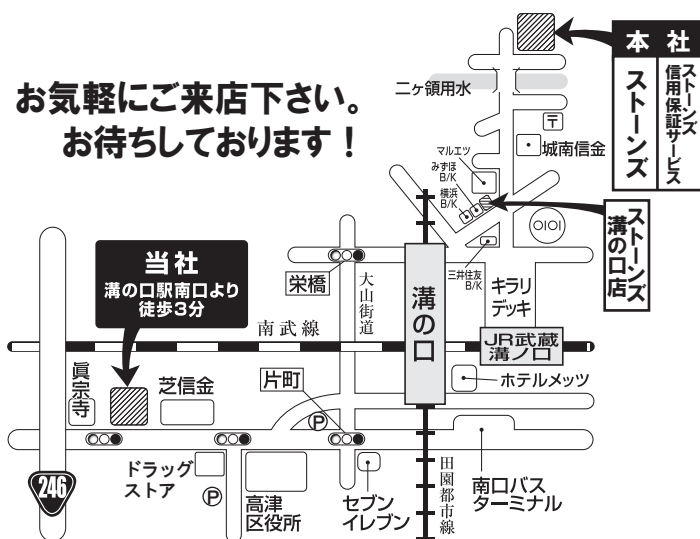 お気軽にご来店下さい。
お待ちしております！
本社
ストーンズ
ストーンズ
信用保証サービス
二ヶ領用水
〒
城南信金
マルエツ
みずほ
B/K
横浜
B/K
OIOI
ストーンズ
溝の口店
三井住友
B/K
キラリ
デッキ
当社
溝の口駅南口より
徒歩3分
栄橋
大山街道
溝の口
南武線
JR武蔵
溝ノ口
眞宗寺
芝信金
片町
ホテルメッツ
P
246
ドラッグ
ストア
P
高津
区役所
セブン
イレブン
田園都市線
南口バス
ターミナル